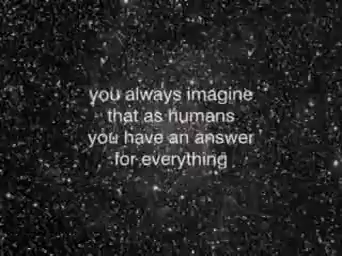 you always imagine
that as humans
you have an answer
for everything